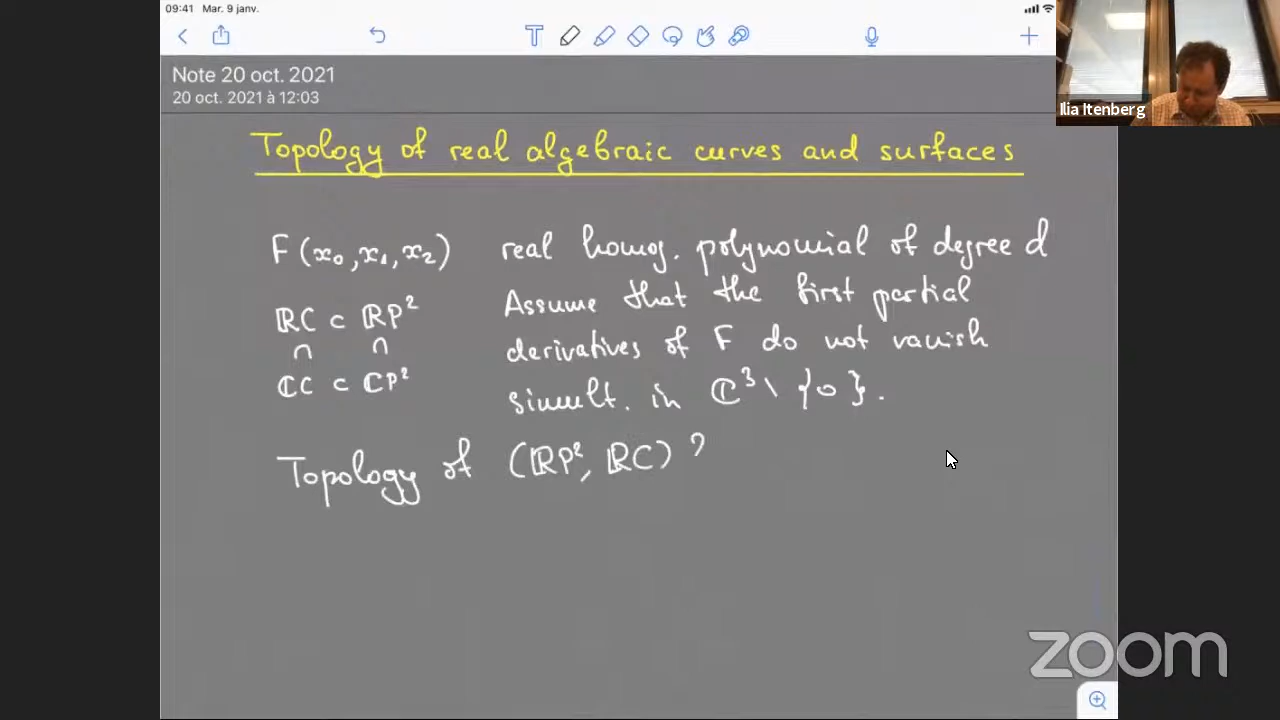 09:41 Mar. 9 janv.
Note 20 oct. 2021
20 oct. 2021 à 12:03
Ilia Itenberg
Topology of real algebraic curves and surfaces
F(x₀,x₁,x₂) real homog. polynomial of degree d
ℝC ⊂ ℝP² Assume that the first partial
∩ ∩ derivatives of F do not vanish
ℂC ⊂ ℂP² simult. in ℂ³ \ {0}.
Topology of (ℝP², ℝC) ?
zoom